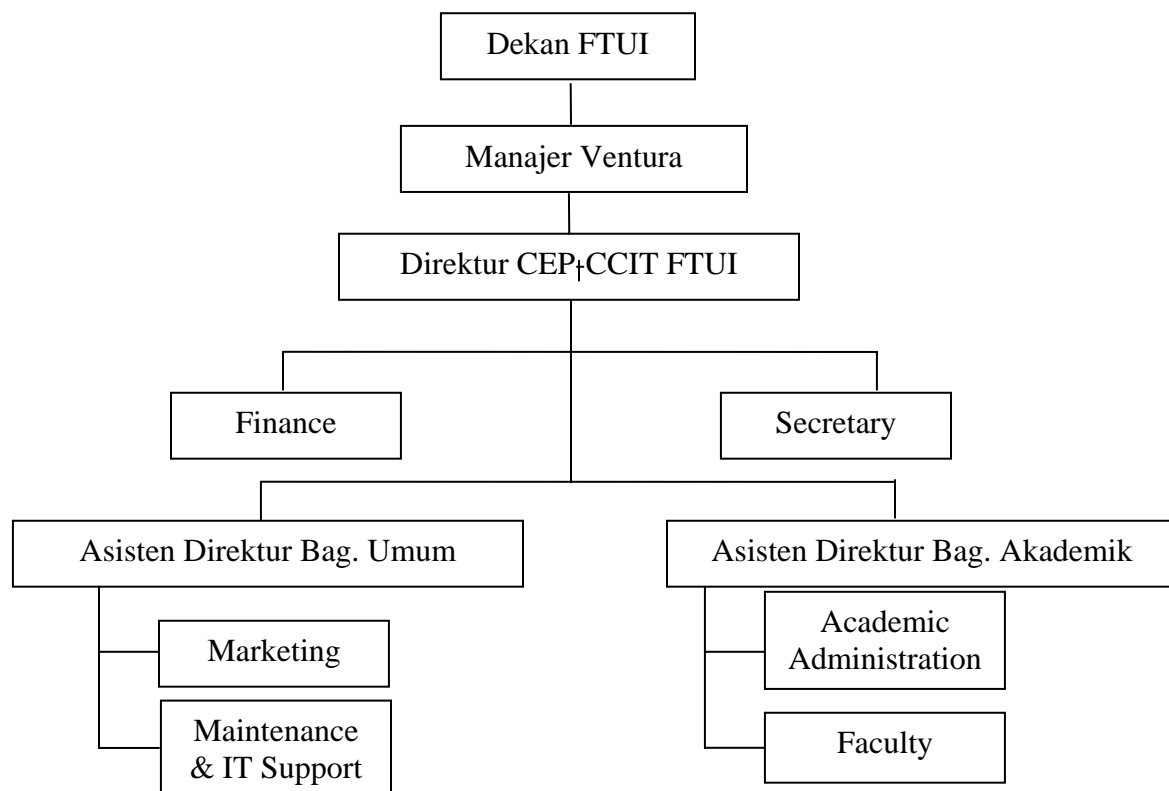 Dekan FTUI
Manajer Ventura
Direktur CEP-CCIT FTUI
Finance
Secretary
Asisten Direktur Bag. Umum
Asisten Direktur Bag. Akademik
Marketing
Maintenance
& IT Support
Academic
Administration
Faculty